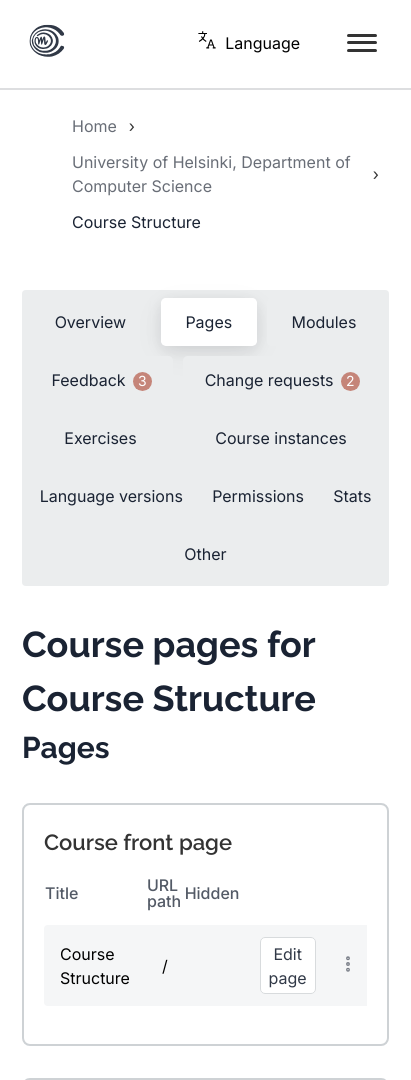 Language
Home ›
University of Helsinki, Department of
Computer Science ›
Course Structure
Overview Pages Modules
Feedback 3 Change requests 2
Exercises Course instances
Language versions Permissions Stats
Other
Course pages for
Course Structure
Pages
Course front page
Title URL path Hidden
Course Structure / Edit page